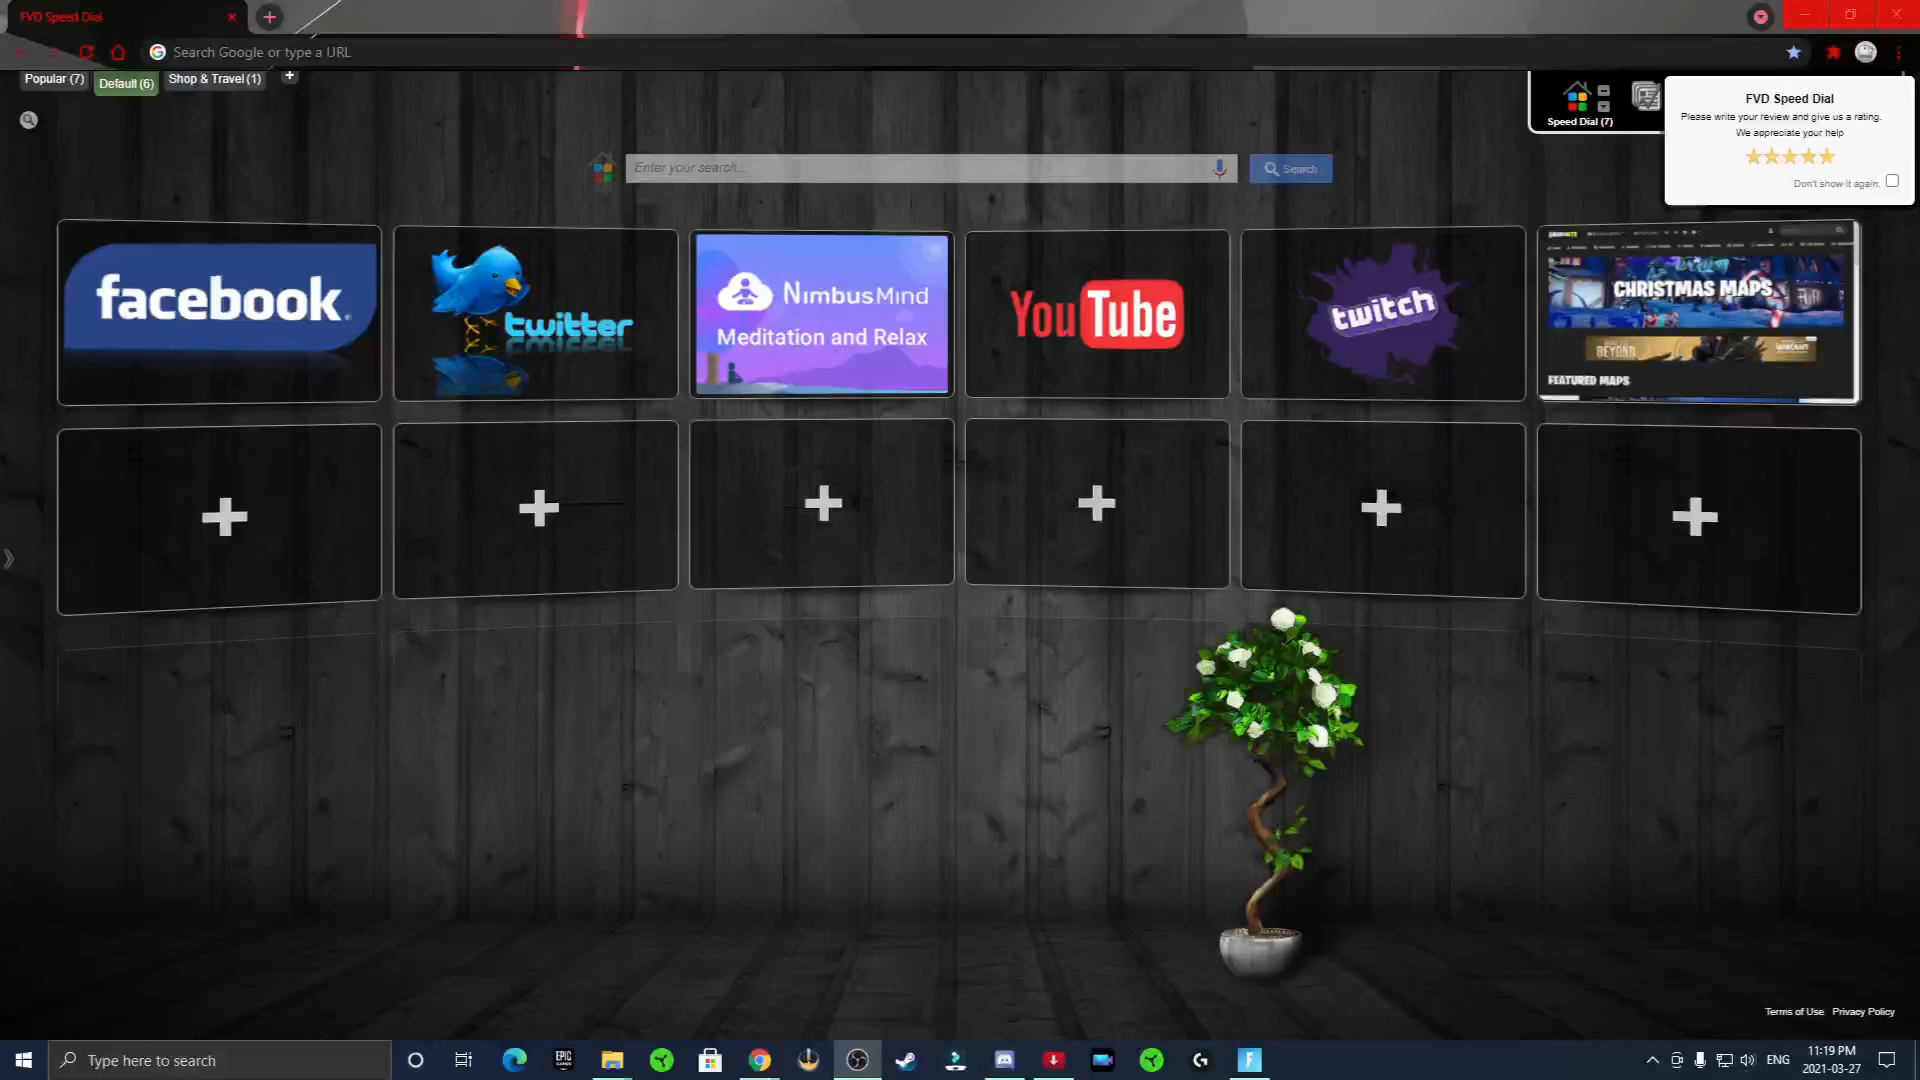 FVD Speed Dial
Search Google or type a URL
Popular (7)
Default (6)
Shop & Travel (1)
Speed Dial (7)
FVD Speed Dial
Please write your review and give us a rating.
We appreciate your help
Don't show it again.
Enter your search...
Search
facebook
twitter
NimbusMind
Meditation and Relax
YouTube
twitch
CHRISTMAS MAPS
BEYOND
FEATURED MAPS
Terms of Use Privacy Policy
Type here to search
EPIC GAMES
ENG
11:19 PM
2021-03-27